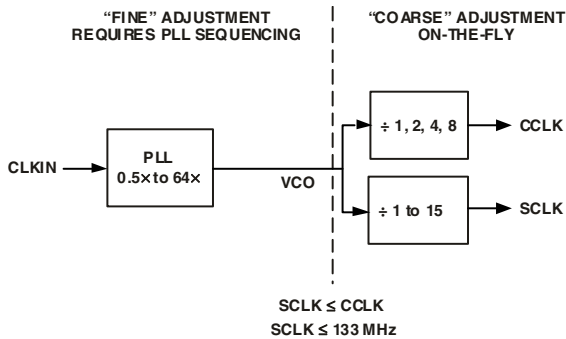 “FINE” ADJUSTMENT
REQUIRES PLL SEQUENCING
“COARSE” ADJUSTMENT
ON-THE-FLY
CLKIN
PLL
0.5× to 64×
VCO
÷ 1, 2, 4, 8
CCLK
÷ 1 to 15
SCLK
SCLK ≤ CCLK
SCLK ≤ 133 MHz